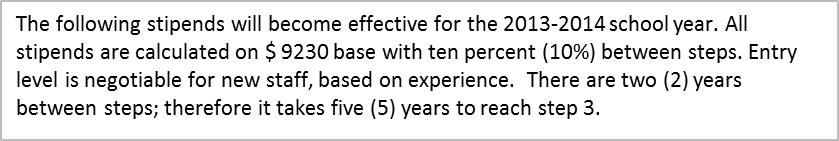 The following stipends will become effective for the 2013-2014 school year. All
stipends are calculated on $ 9230 base with ten percent (10%) between steps. Entry
level is negotiable for new staff, based on experience.  There are two (2) years
between steps; therefore it takes five (5) years to reach step 3.